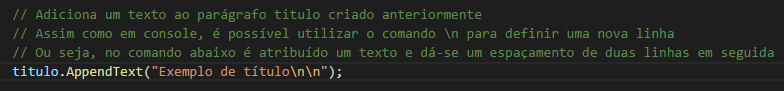 // Adiciona um texto ao parágrafo titulo criado anteriormente
// Assim como em console, é possível utilizar o comando \n para definir uma nova linha
// Ou seja, no comando abaixo é atribuído um texto e dá-se um espaçamento de duas linhas em seguida
titulo.AppendText("Exemplo de título\n\n");